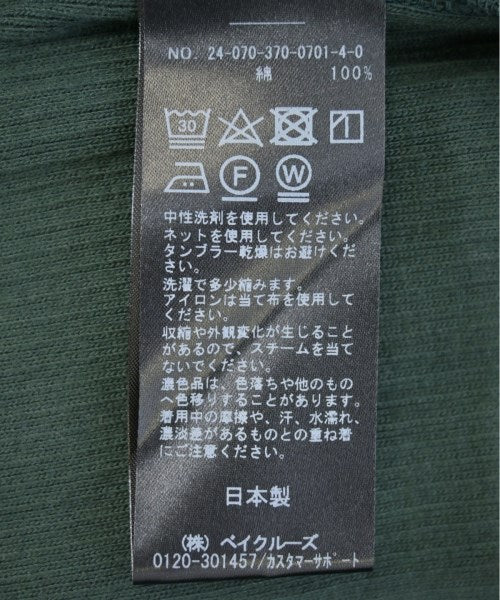 NO. 24-070-370-0701-4-0
綿 100%
30
F W
中性洗剤を使用してください。
ネットを使用してください。
タンブラー乾燥はお避けくだ
さい。
洗濯で多少縮みます。
アイロンは当て布を使用して
ください。
収縮や外観変化が生じること
があるので、スチームを当て
ないでください。
濃色品は、色落ちや他のもの
へ色移りすることがあります。
着用中の摩擦や、汗、水濡れ、
濃淡差があるものとの重ね着
にご注意ください。
日本製
(株) ベイクルーズ
0120-301457/カスタマーサポート